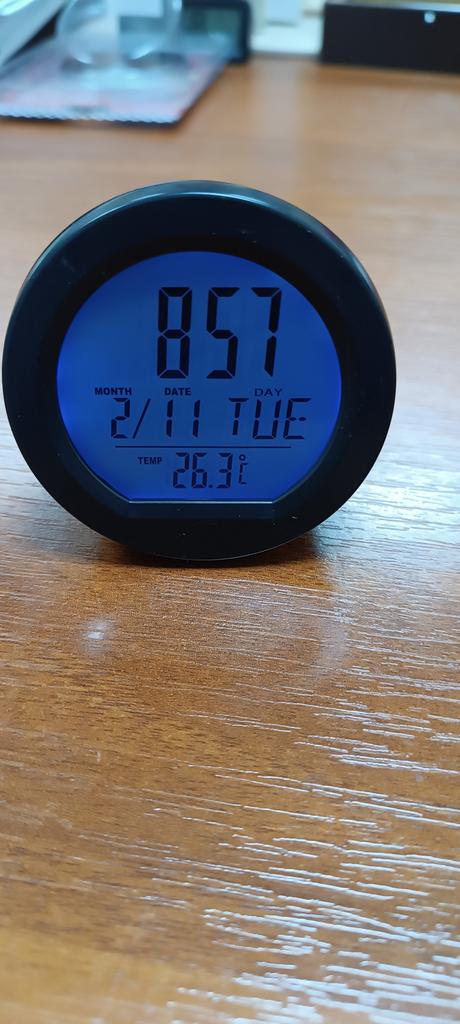 857
MONTH DATE DAY
2/11 TUE
TEMP 26.3°C